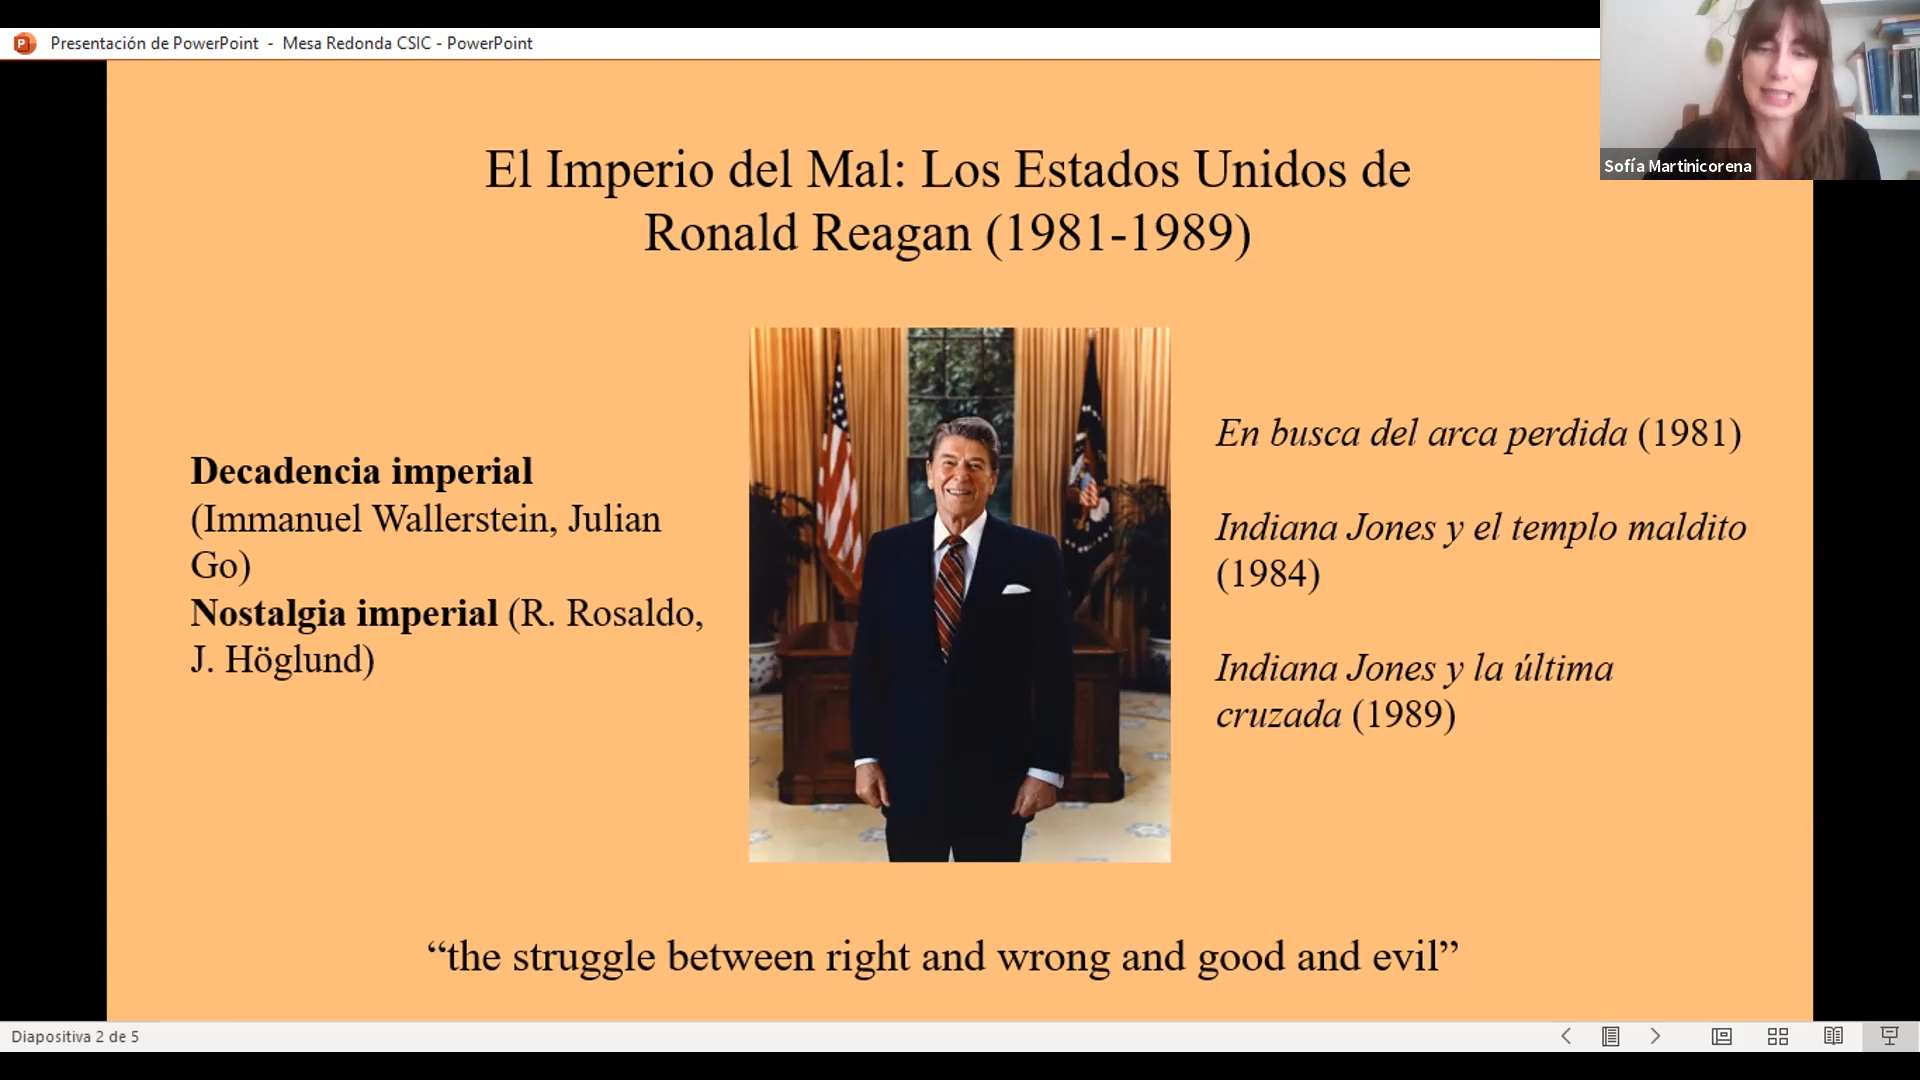 Presentación de PowerPoint - Mesa Redonda CSIC - PowerPoint
Sofía Martinicorena
El Imperio del Mal: Los Estados Unidos de
Ronald Reagan (1981-1989)
Decadencia imperial
(Immanuel Wallerstein, Julian
Go)
Nostalgia imperial (R. Rosaldo,
J. Höglund)
En busca del arca perdida (1981)
Indiana Jones y el templo maldito
(1984)
Indiana Jones y la última
cruzada (1989)
“the struggle between right and wrong and good and evil”
Diapositiva 2 de 5